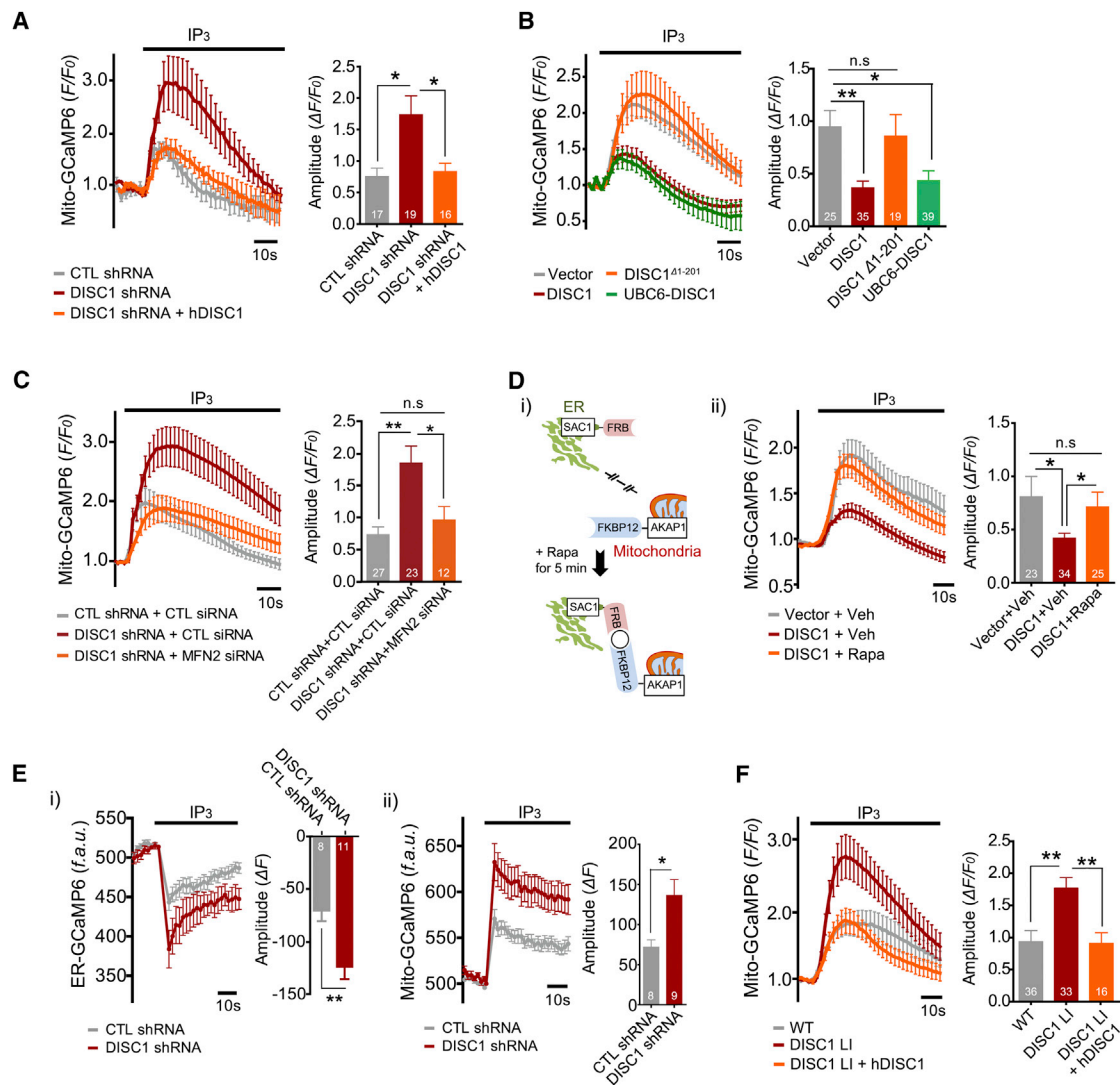 A
IP3
Mito-GCaMP6 (F/F0)
3.0
2.0
1.0
10s
CTL shRNA
DISC1 shRNA
DISC1 shRNA + hDISC1
Amplitude (ΔF/F0)
2.5
2.0
1.5
1.0
0.5
0.0
* *
17 19 16
CTL shRNA
DISC1 shRNA
DISC1 shRNA
+ hDISC1
B
IP3
Mito-GCaMP6 (F/F0)
2.5
2.0
1.5
1.0
0.5
10s
Vector
DISC1
DISC1Δ1-201
UBC6-DISC1
Amplitude (ΔF/F0)
1.5
1.0
0.5
0.0
n.s
*
**
25 35 19 39
Vector
DISC1
DISC1 Δ1-201
UBC6-DISC1
C
IP3
Mito-GCaMP6 (F/F0)
3.0
2.0
1.0
10s
CTL shRNA + CTL siRNA
DISC1 shRNA + CTL siRNA
DISC1 shRNA + MFN2 siRNA
Amplitude (ΔF/F0)
2.5
2.0
1.5
1.0
0.5
0.0
n.s
** *
27 23 12
CTL shRNA+CTL siRNA
DISC1 shRNA+CTL siRNA
DISC1 shRNA+MFN2 siRNA
D
i)
ER
SAC1 FRB
FKBP12 AKAP1
Mitochondria
+ Rapa
for 5 min
SAC1
FRB
FKBP12
AKAP1
ii)
IP3
Mito-GCaMP6 (F/F0)
2.5
2.0
1.5
1.0
10s
Vector + Veh
DISC1 + Veh
DISC1 + Rapa
Amplitude (ΔF/F0)
1.5
1.0
0.5
0.0
n.s
* *
23 34 25
Vector+Veh
DISC1+Veh
DISC1+Rapa
E
i)
IP3
ER-GCaMP6 (f.a.u.)
550
500
450
400
350
10s
CTL shRNA
DISC1 shRNA
CTL shRNA
DISC1 shRNA
Amplitude (ΔF)
0
-50
-100
-150
8 11
**
ii)
IP3
Mito-GCaMP6 (f.a.u.)
650
600
550
500
10s
CTL shRNA
DISC1 shRNA
Amplitude (ΔF)
200
150
100
50
0
*
8 9
CTL shRNA
DISC1 shRNA
F
IP3
Mito-GCaMP6 (F/F0)
3.0
2.0
1.0
10s
WT
DISC1 LI
DISC1 LI + hDISC1
Amplitude (ΔF/F0)
2.5
2.0
1.5
1.0
0.5
0.0
** **
36 33 16
WT
DISC1 LI
DISC1 LI
+ hDISC1